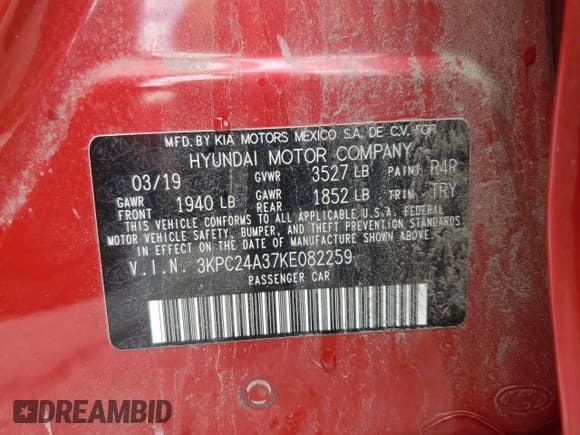 MFD. BY KIA MOTORS MEXICO S.A. DE C.V. FOR
HYUNDAI MOTOR COMPANY
03/19 GVWR 3527 LB PAINT R4R
GAWR FRONT 1940 LB GAWR REAR 1852 LB TRIM TRY
THIS VEHICLE CONFORMS TO ALL APPLICABLE U.S.A. FEDERAL
MOTOR VEHICLE SAFETY, BUMPER, AND THEFT PREVENTION STANDARDS
IN EFFECT ON THE DATE OF MANUFACTURE SHOWN ABOVE.
V.I.N. 3KPC24A37KE082259
PASSENGER CAR
DREAMBID